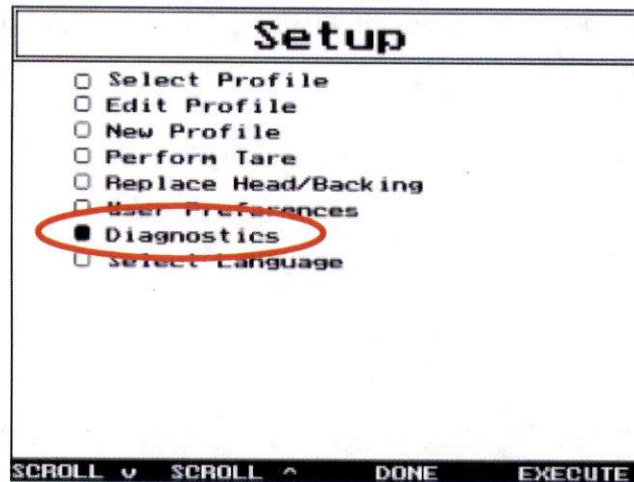 Setup
Select Profile
Edit Profile
New Profile
Perform Tare
Replace Head/Backing
User Preferences
Diagnostics
Select Language
SCROLL v SCROLL ^ DONE EXECUTE